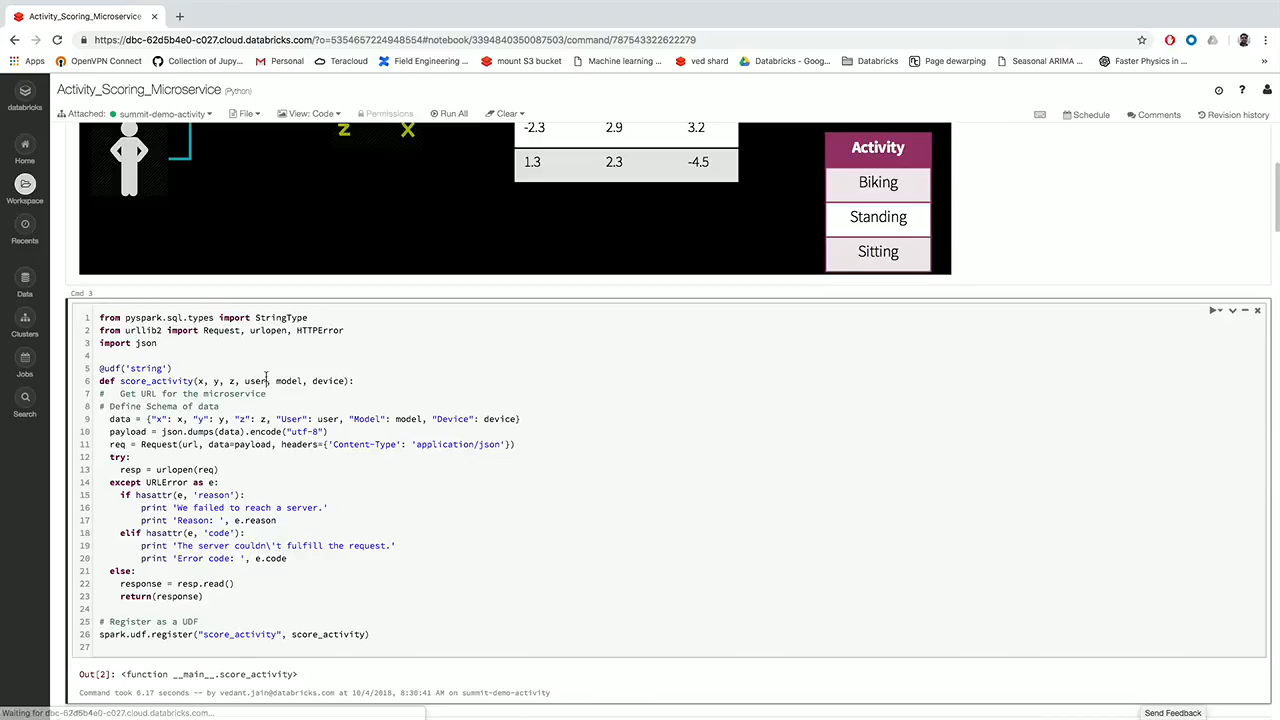 Activity_Scoring_Microservice
https://dbc-62d5b4e0-c027.cloud.databricks.com/?o=5354657224948554#notebook/3394840350087503/command/787543322622279
Apps OpenVPN Connect Collection of Jupy... Personal Teracloud Field Engineering ... mount S3 bucket Machine learning ... ved shard Databricks - Goog... Databricks Page dewarping Seasonal ARIMA ... Faster Physics in ... »
databricks
Home
Workspace
Recents
Data
Clusters
Jobs
Search
Activity_Scoring_Microservice (Python)
Attached: summit-demo-activity File View: Code Permissions Run All Clear Schedule Comments Revision history
z x
-2.3 2.9 3.2
1.3 2.3 -4.5
Activity
Biking
Standing
Sitting
Cmd 3
1 from pyspark.sql.types import StringType
2 from urllib2 import Request, urlopen, HTTPError
3 import json
4
5 @udf('string')
6 def score_activity(x, y, z, user, model, device):
7 #   Get URL for the microservice
8 # Define Schema of data
9   data = {"x": x, "y": y, "z": z, "User": user, "Model": model, "Device": device}
10   payload = json.dumps(data).encode("utf-8")
11   req = Request(url, data=payload, headers={'Content-Type': 'application/json'})
12   try:
13     resp = urlopen(req)
14   except URLError as e:
15     if hasattr(e, 'reason'):
16         print 'We failed to reach a server.'
17         print 'Reason: ', e.reason
18     elif hasattr(e, 'code'):
19         print 'The server couldn\'t fulfill the request.'
20         print 'Error code: ', e.code
21   else:
22     response = resp.read()
23     return(response)
24
25 # Register as a UDF
26 spark.udf.register("score_activity", score_activity)
27
Out[2]: <function __main__.score_activity>
Command took 0.17 seconds -- by vedant.jain@databricks.com at 10/4/2018, 8:30:41 AM on summit-demo-activity
Waiting for dbc-62d5b4e0-c027.cloud.databricks.com...
Send Feedback